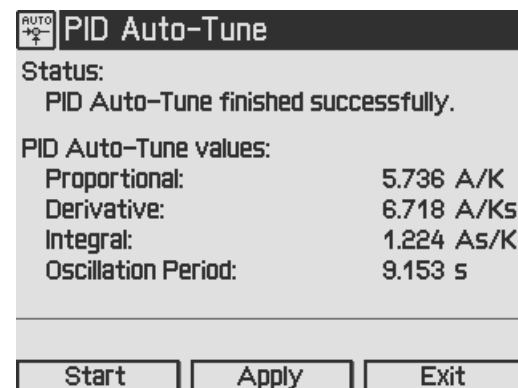 AUTO PID Auto-Tune
Status:
PID Auto-Tune finished successfully.
PID Auto-Tune values:
Proportional: 5.736 A/K
Derivative: 6.718 A/Ks
Integral: 1.224 As/K
Oscillation Period: 9.153 s
Start Apply Exit